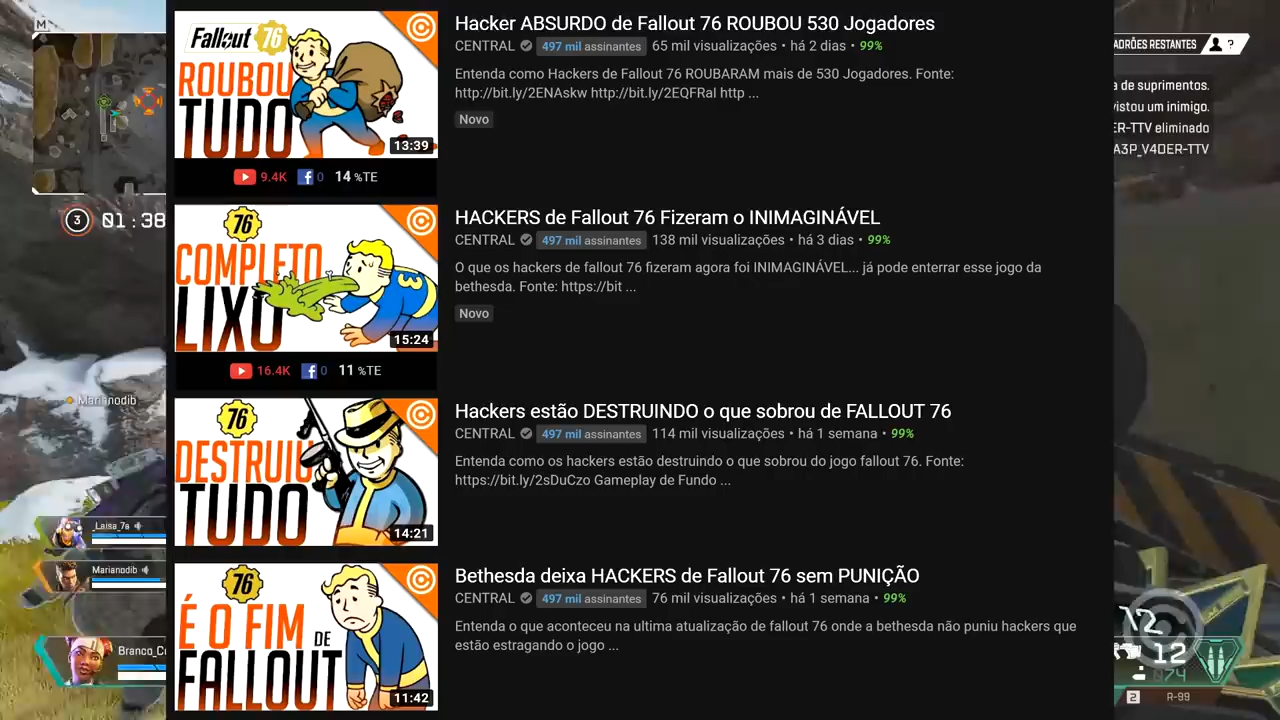 M
3
01:38
Marianodib
_Laisa_7a
Marianodib
Branco_Co
Fallout 76
ROUBOU
TUDO
13:39
9.4K 0 14 %TE
Hacker ABSURDO de Fallout 76 ROUBOU 530 Jogadores
CENTRAL 497 mil assinantes 65 mil visualizações • há 2 dias • 99%
Entenda como Hackers de Fallout 76 ROUBARAM mais de 530 Jogadores. Fonte:
http://bit.ly/2ENAskw http://bit.ly/2EQFRal http ...
Novo
76
COMPLETO
LIXO
15:24
16.4K 0 11 %TE
HACKERS de Fallout 76 Fizeram o INIMAGINÁVEL
CENTRAL 497 mil assinantes 138 mil visualizações • há 3 dias • 99%
O que os hackers de fallout 76 fizeram agora foi INIMAGINÁVEL... já pode enterrar esse jogo da
bethesda. Fonte: https://bit ...
Novo
76
DESTRUIU
TUDO
14:21
Hackers estão DESTRUINDO o que sobrou de FALLOUT 76
CENTRAL 497 mil assinantes 114 mil visualizações • há 1 semana • 99%
Entenda como os hackers estão destruindo o que sobrou do jogo fallout 76. Fonte:
https://bit.ly/2sDuCzo Gameplay de Fundo ...
76
É O FIM DE
FALLOUT
11:42
Bethesda deixa HACKERS de Fallout 76 sem PUNIÇÃO
CENTRAL 497 mil assinantes 76 mil visualizações • há 1 semana • 99%
Entenda o que aconteceu na ultima atualização de fallout 76 onde a bethesda não puniu hackers que
estão estragando o jogo ...
ADRÕES RESTANTES ?
a de suprimentos.
vistou um inimigo.
ER-TTV eliminado
A3P_V4DER-TTV
12
074
2 R-99